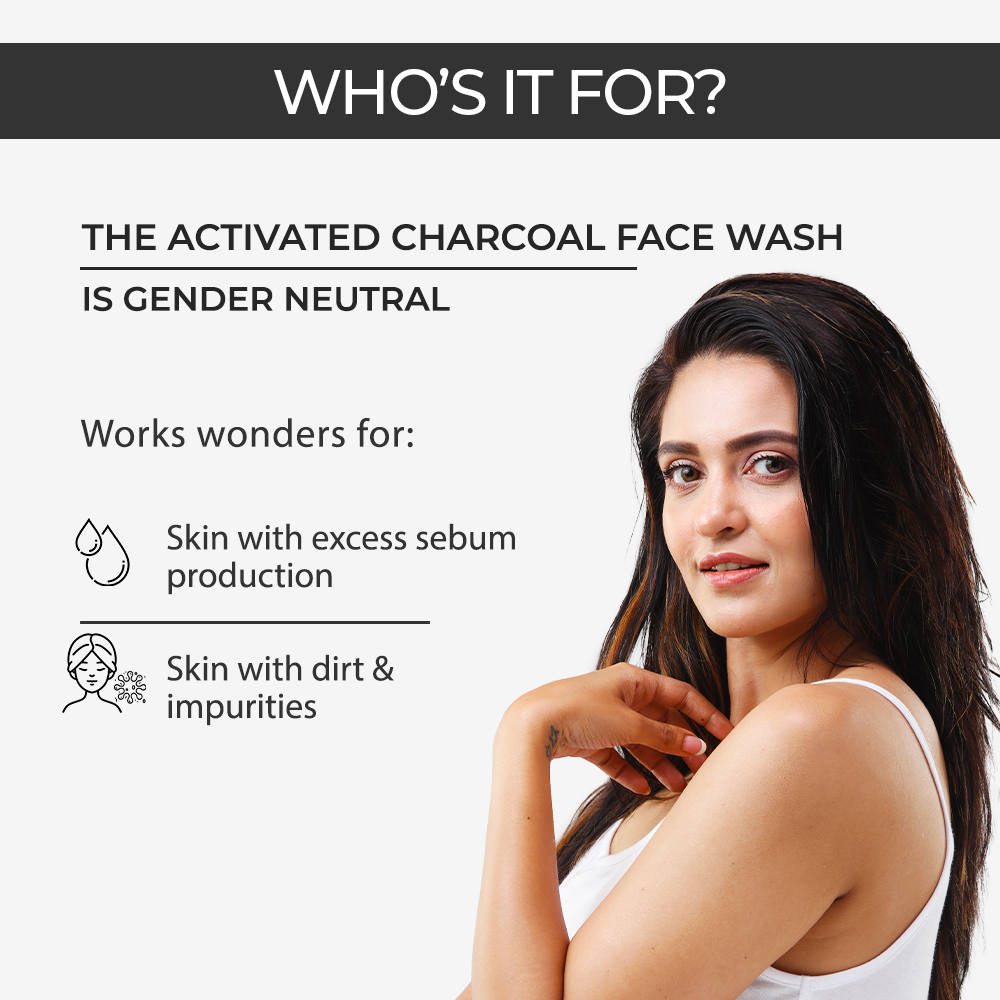 WHO'S IT FOR?
THE ACTIVATED CHARCOAL FACE WASH
IS GENDER NEUTRAL
Works wonders for:
Skin with excess sebum
production
Skin with dirt &
impurities